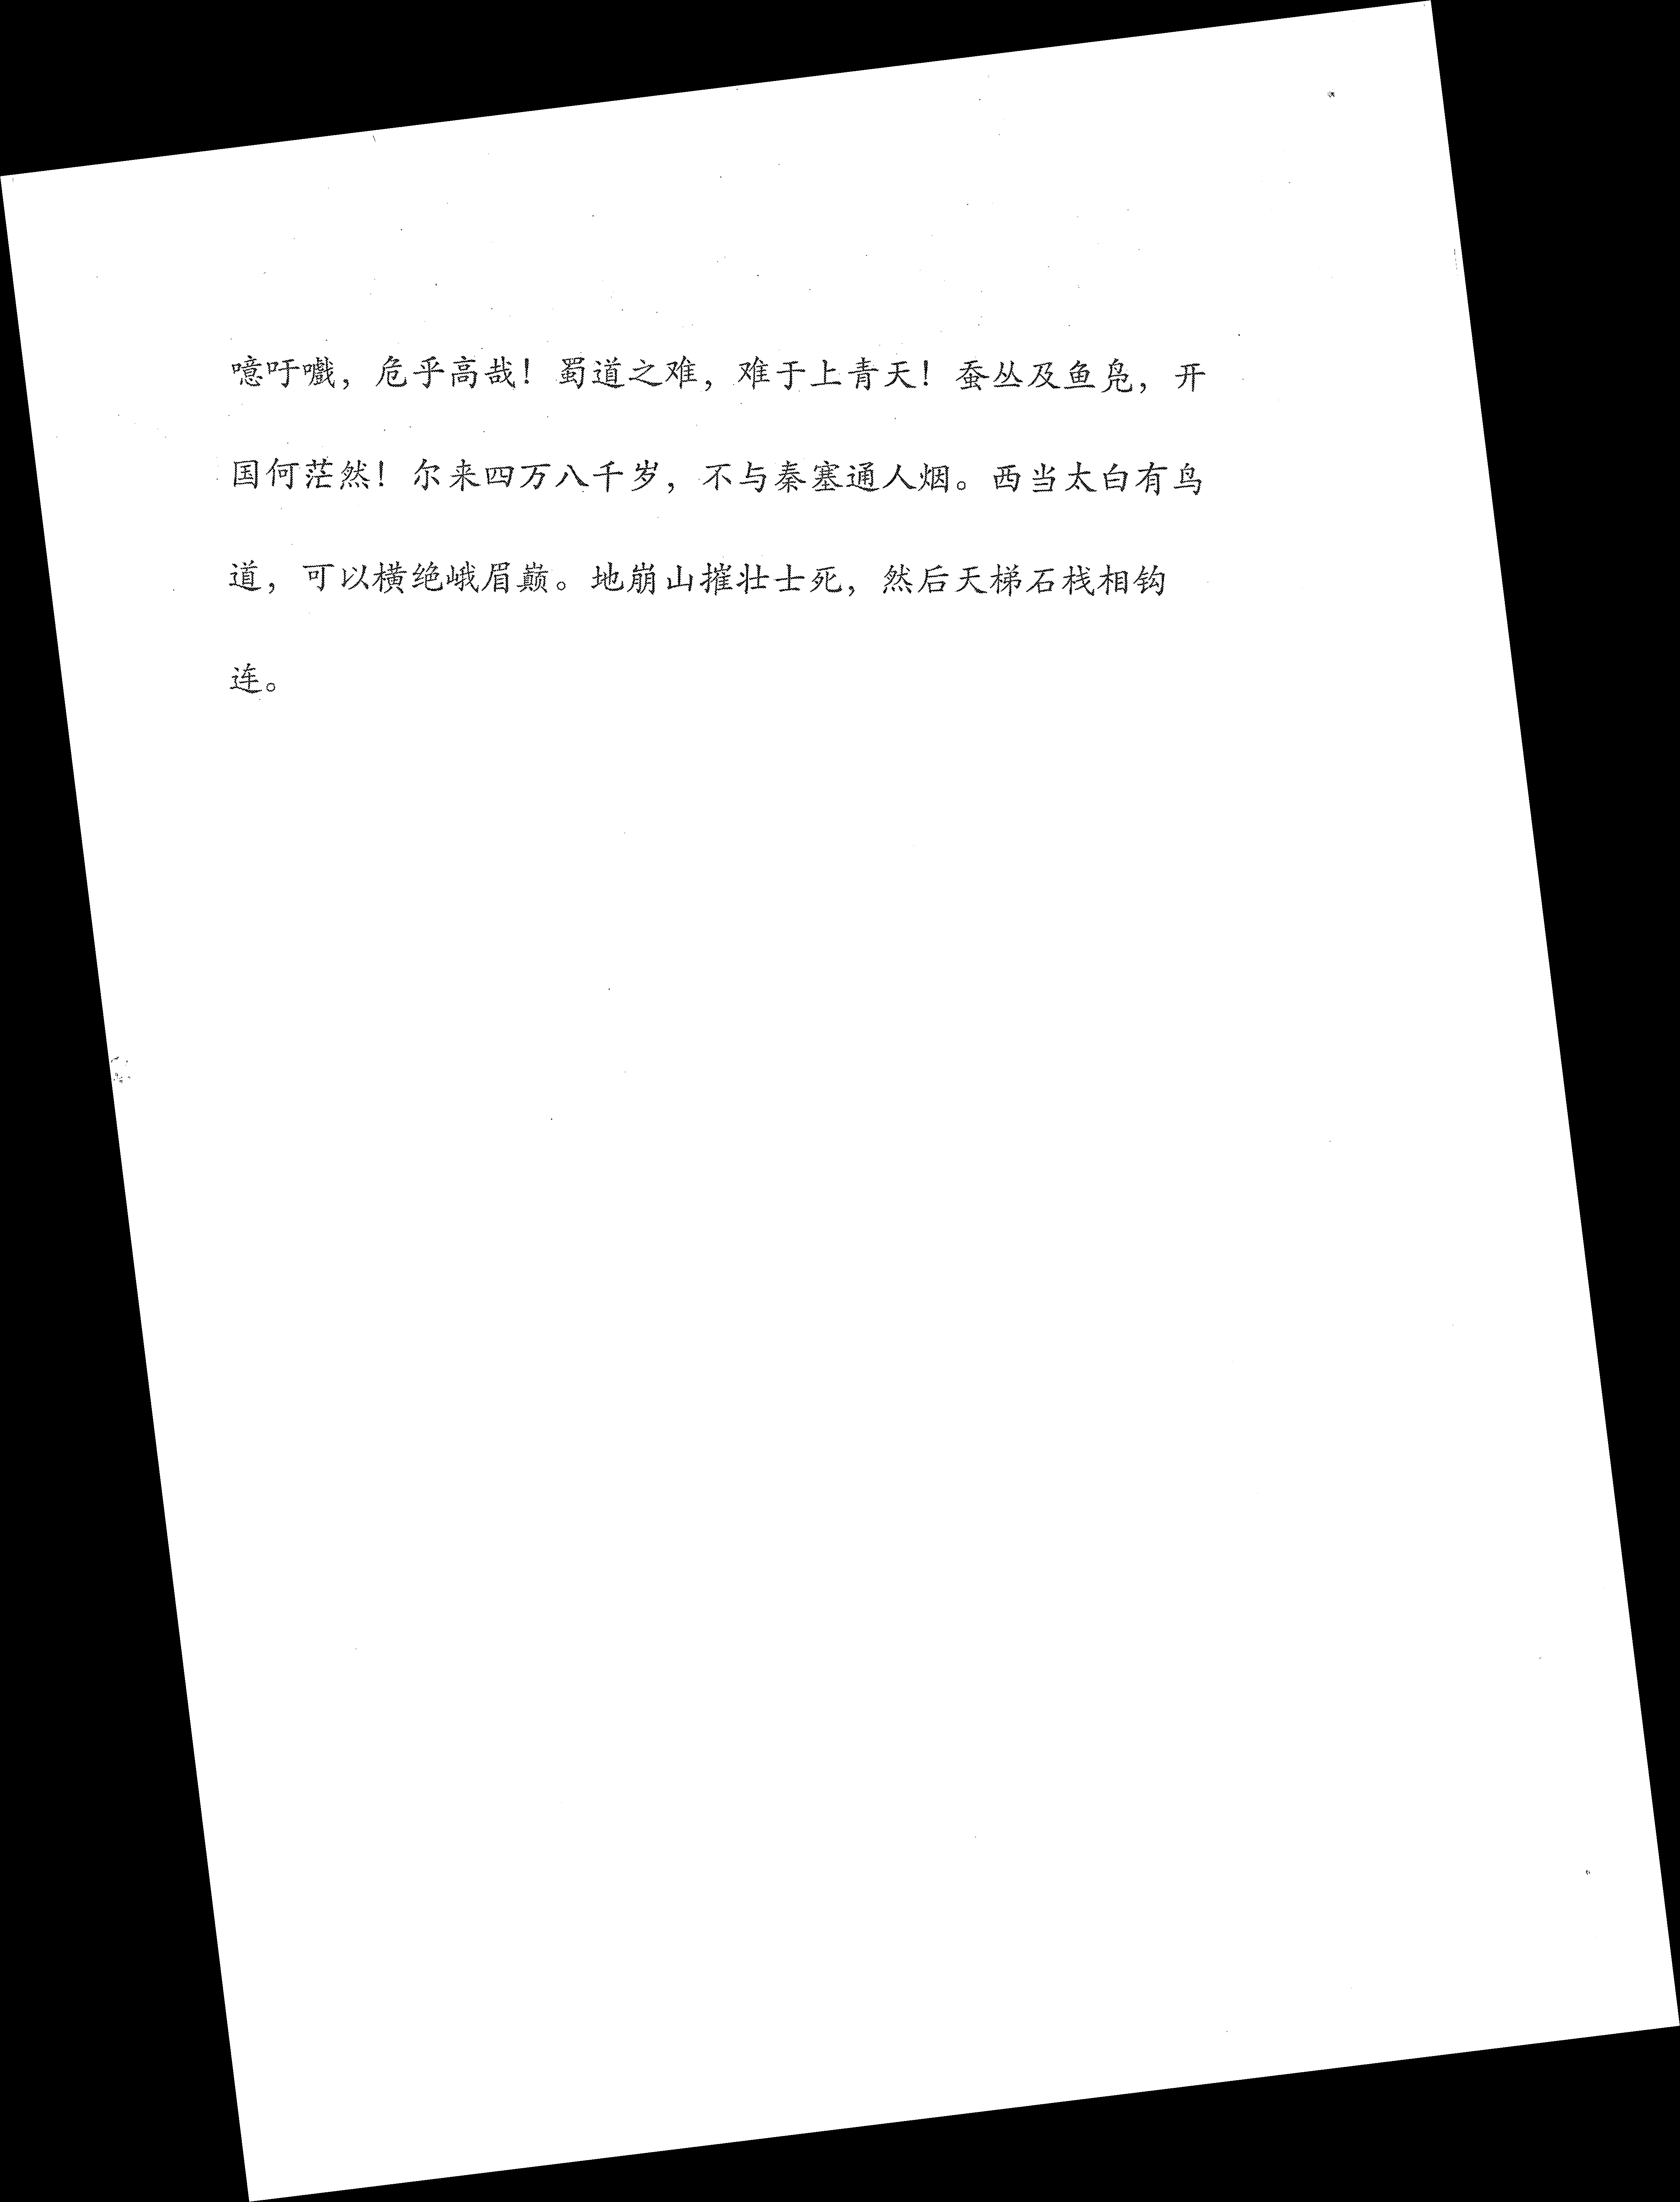 噫吁嚱，危乎高哉！蜀道之难，难于上青天！蚕丛及鱼凫，开
国何茫然！尔来四万八千岁，不与秦塞通人烟。西当太白有鸟
道，可以横绝峨眉巅。地崩山摧壮士死，然后天梯石栈相钩
连。